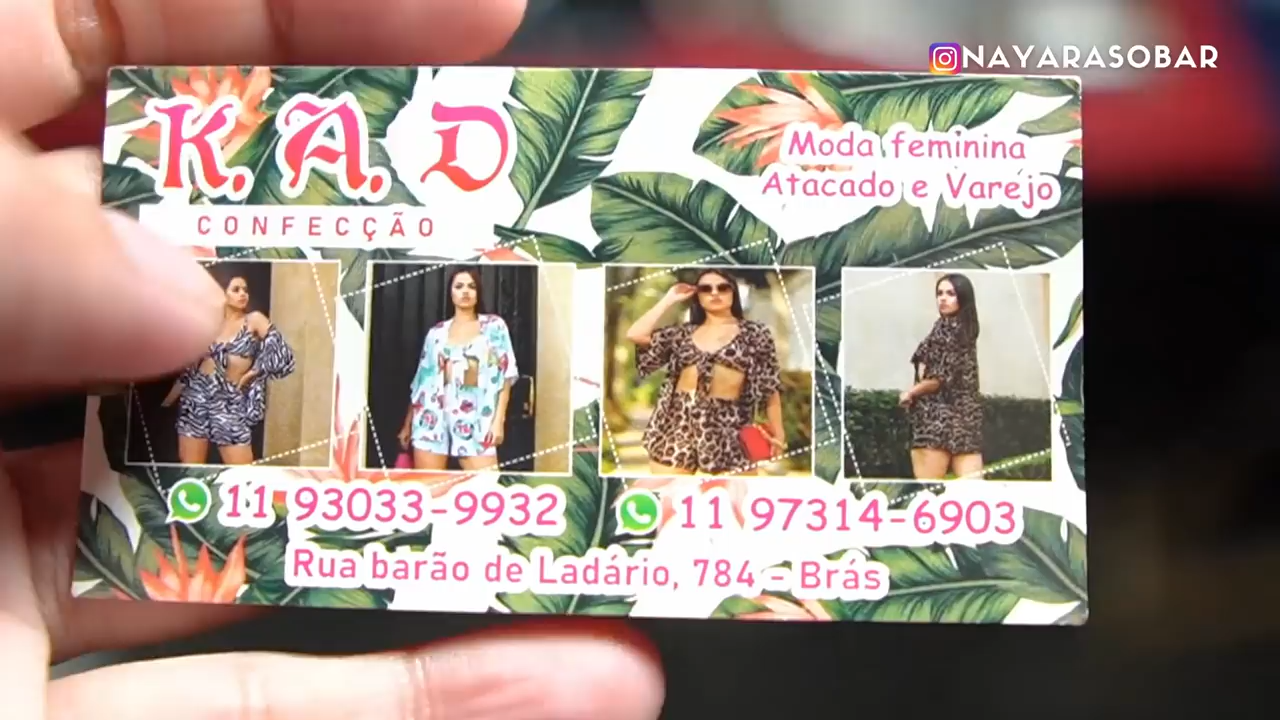 NAYARASOBAR
K.A.D
CONFECÇÃO
Moda feminina
Atacado e Varejo
11 93033-9932
11 97314-6903
Rua barão de Ladário, 784 - Brás